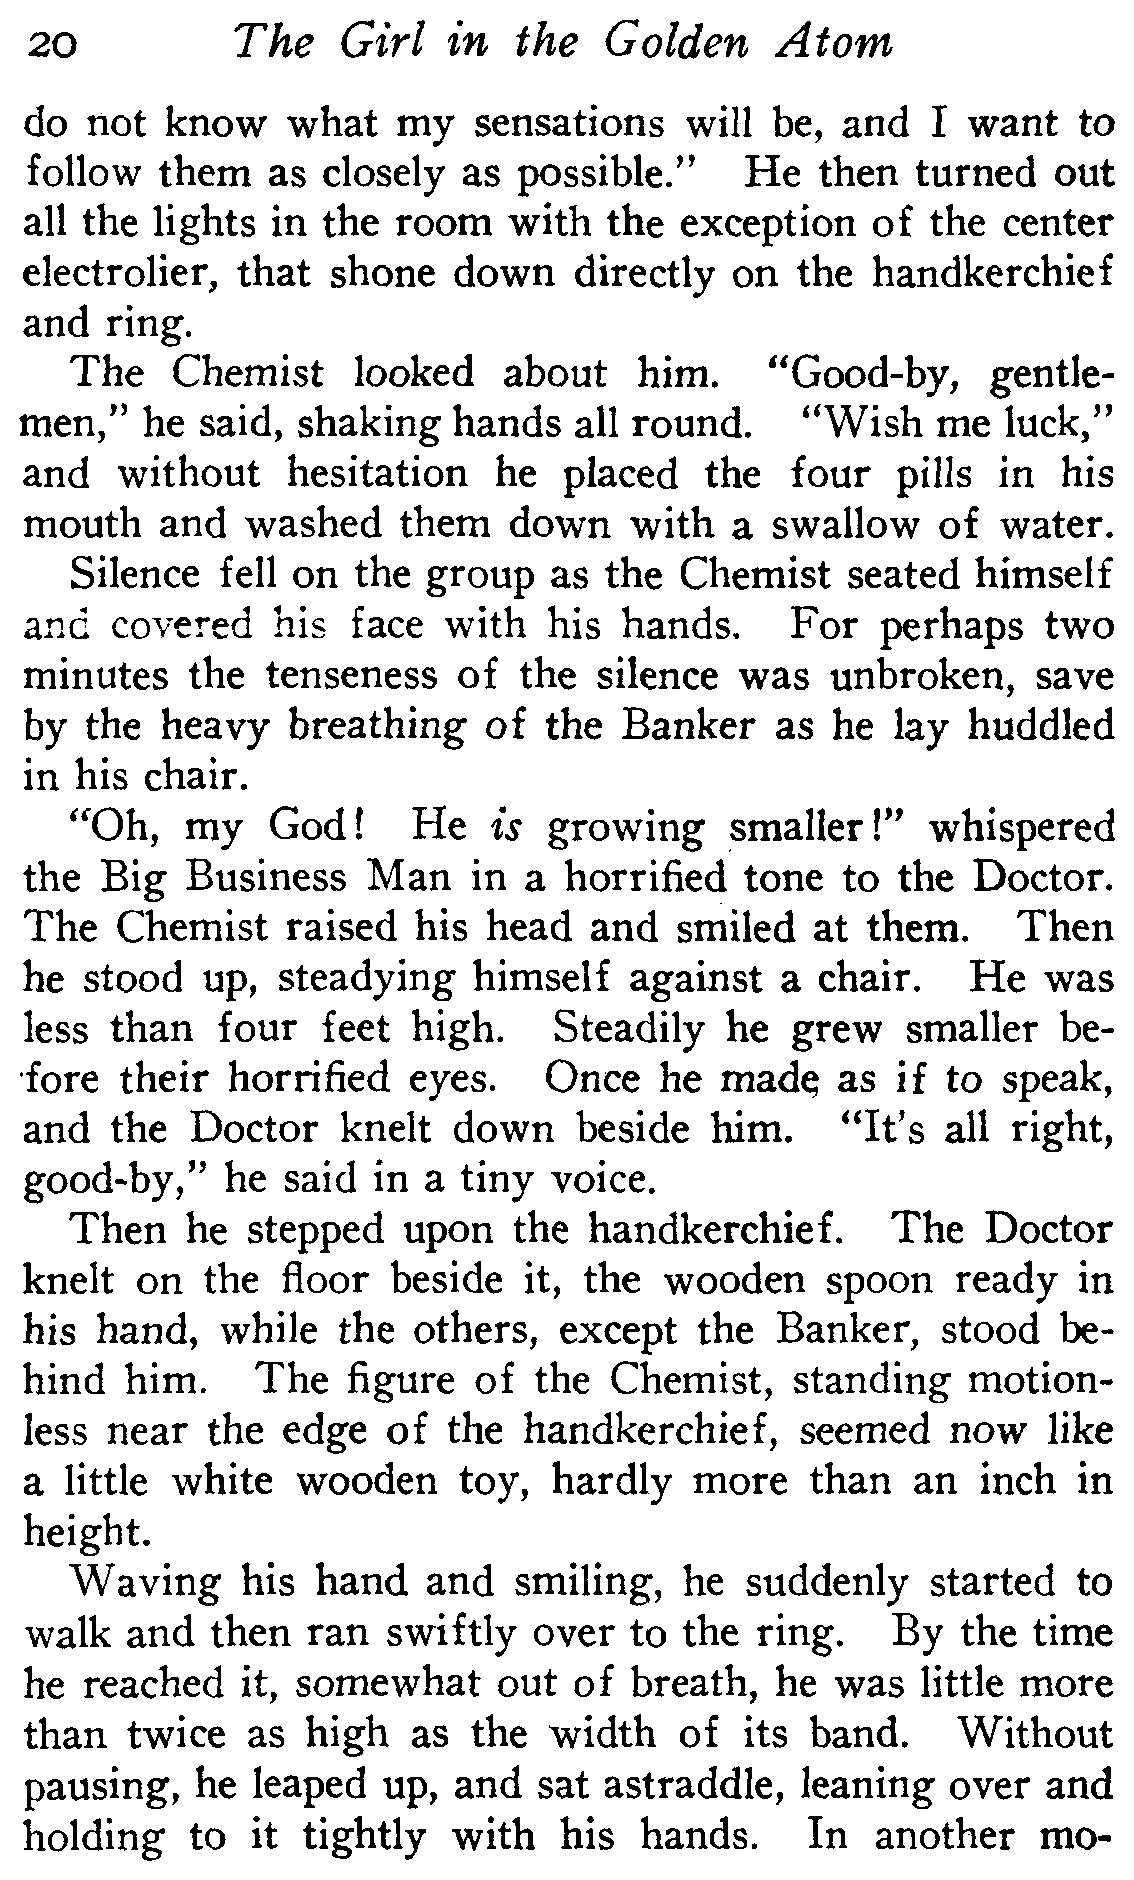 20 The Girl in the Golden Atom
do not know what my sensations will be, and I want to
follow them as closely as possible." He then turned out
all the lights in the room with the exception of the center
electrolier, that shone down directly on the handkerchief
and ring.
The Chemist looked about him. "Good-by, gentle-
men," he said, shaking hands all round. "Wish me luck,"
and without hesitation he placed the four pills in his
mouth and washed them down with a swallow of water.
Silence fell on the group as the Chemist seated himself
and covered his face with his hands. For perhaps two
minutes the tenseness of the silence was unbroken, save
by the heavy breathing of the Banker as he lay huddled
in his chair.
"Oh, my God! He is growing smaller!" whispered
the Big Business Man in a horrified tone to the Doctor.
The Chemist raised his head and smiled at them. Then
he stood up, steadying himself against a chair. He was
less than four feet high. Steadily he grew smaller be-
fore their horrified eyes. Once he made as if to speak,
and the Doctor knelt down beside him. "It's all right,
good-by," he said in a tiny voice.
Then he stepped upon the handkerchief. The Doctor
knelt on the floor beside it, the wooden spoon ready in
his hand, while the others, except the Banker, stood be-
hind him. The figure of the Chemist, standing motion-
less near the edge of the handkerchief, seemed now like
a little white wooden toy, hardly more than an inch in
height.
Waving his hand and smiling, he suddenly started to
walk and then ran swiftly over to the ring. By the time
he reached it, somewhat out of breath, he was little more
than twice as high as the width of its band. Without
pausing, he leaped up, and sat astraddle, leaning over and
holding to it tightly with his hands. In another mo-